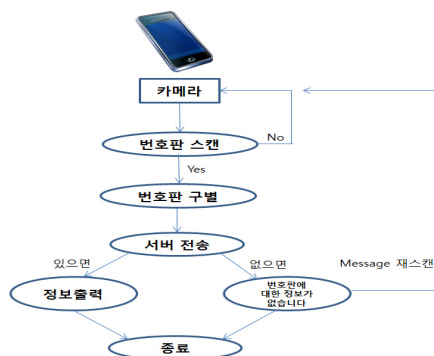 카메라
No
번호판 스캔
Yes
번호판 구별
서버 전송
있으면
없으면
Message 재스캔
정보출력
번호판에
대한 정보가
없습니다
종료